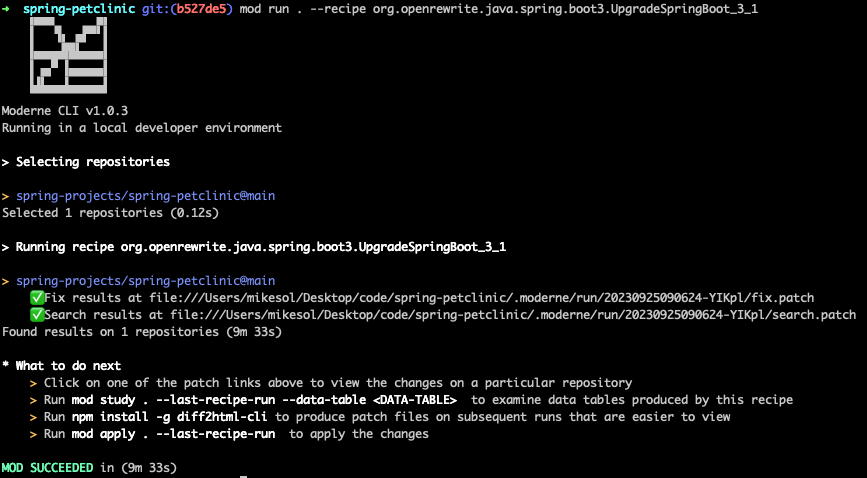 ➜  spring-petclinic git:(b527de5) mod run . --recipe org.openrewrite.java.spring.boot3.UpgradeSpringBoot_3_1
Moderne CLI v1.0.3
Running in a local developer environment
> Selecting repositories
> spring-projects/spring-petclinic@main
Selected 1 repositories (0.12s)
> Running recipe org.openrewrite.java.spring.boot3.UpgradeSpringBoot_3_1
> spring-projects/spring-petclinic@main
✅Fix results at file:///Users/mikesol/Desktop/code/spring-petclinic/.moderne/run/20230925090624-YIKpl/fix.patch
✅Search results at file:///Users/mikesol/Desktop/code/spring-petclinic/.moderne/run/20230925090624-YIKpl/search.patch
Found results on 1 repositories (9m 33s)
* What to do next
> Click on one of the patch links above to view the changes on a particular repository
> Run mod study . --last-recipe-run --data-table <DATA-TABLE>  to examine data tables produced by this recipe
> Run npm install -g diff2html-cli to produce patch files on subsequent runs that are easier to view
> Run mod apply . --last-recipe-run  to apply the changes
MOD SUCCEEDED in (9m 33s)